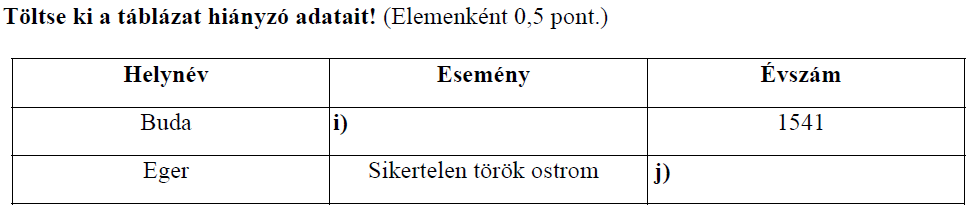 Töltse ki a táblázat hiányzó adatait! (Elemenként 0,5 pont.)
Helynév Esemény Évszám
Buda i) 1541
Eger Sikertelen török ostrom j)